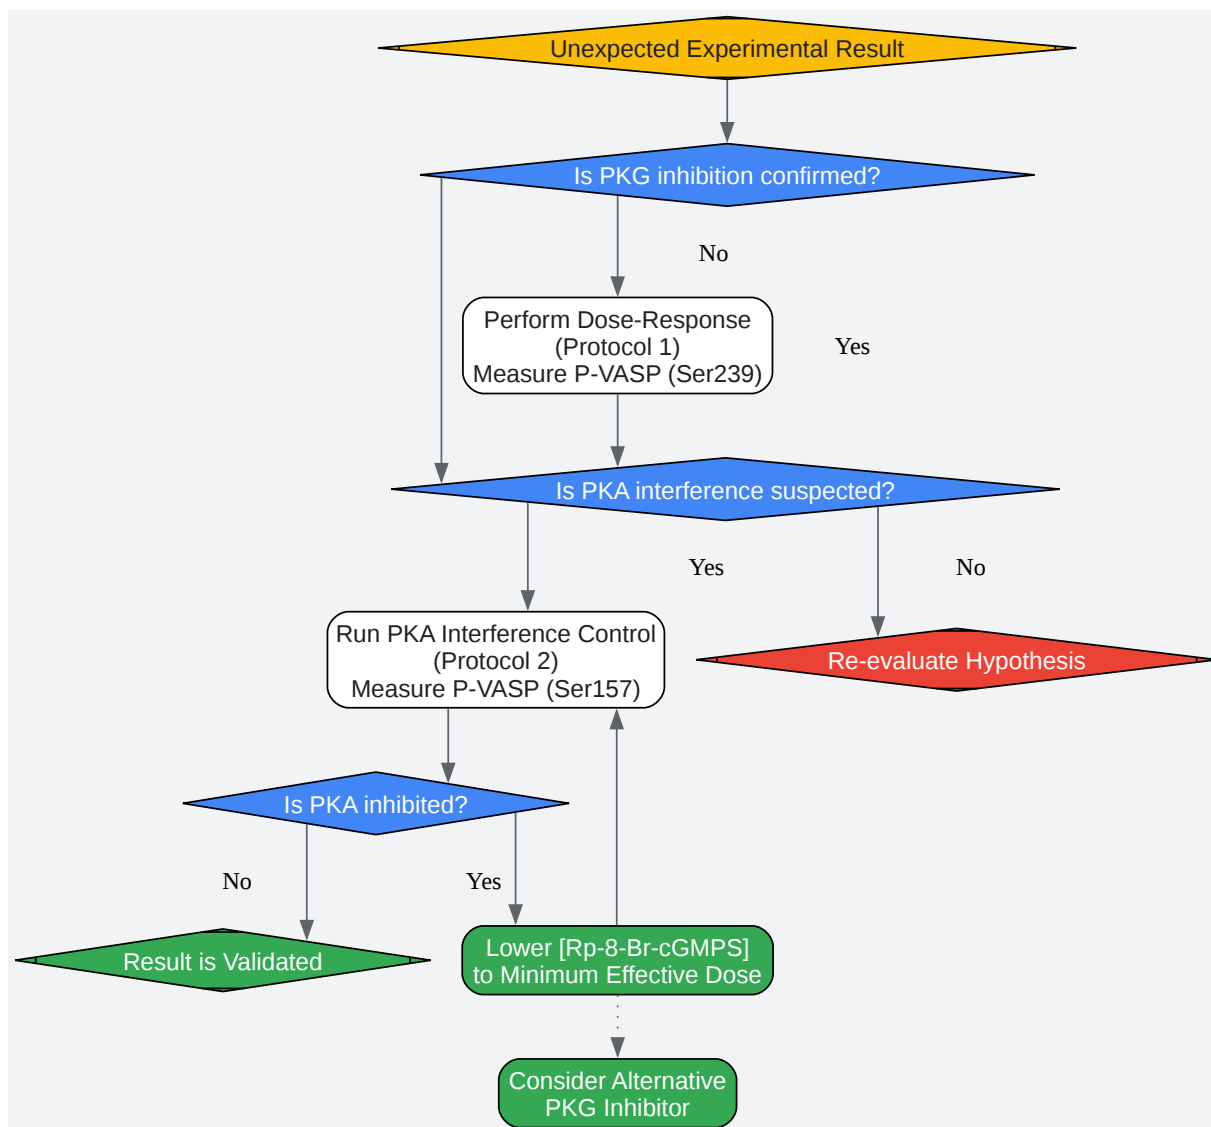 Unexpected Experimental Result
Is PKG inhibition confirmed?
No
Perform Dose-Response
(Protocol 1)
Measure P-VASP (Ser239)
Yes
Is PKA interference suspected?
Yes
No
Run PKA Interference Control
(Protocol 2)
Measure P-VASP (Ser157)
Re-evaluate Hypothesis
Is PKA inhibited?
No
Yes
Result is Validated
Lower [Rp-8-Br-cGMPS]
to Minimum Effective Dose
Consider Alternative
PKG Inhibitor